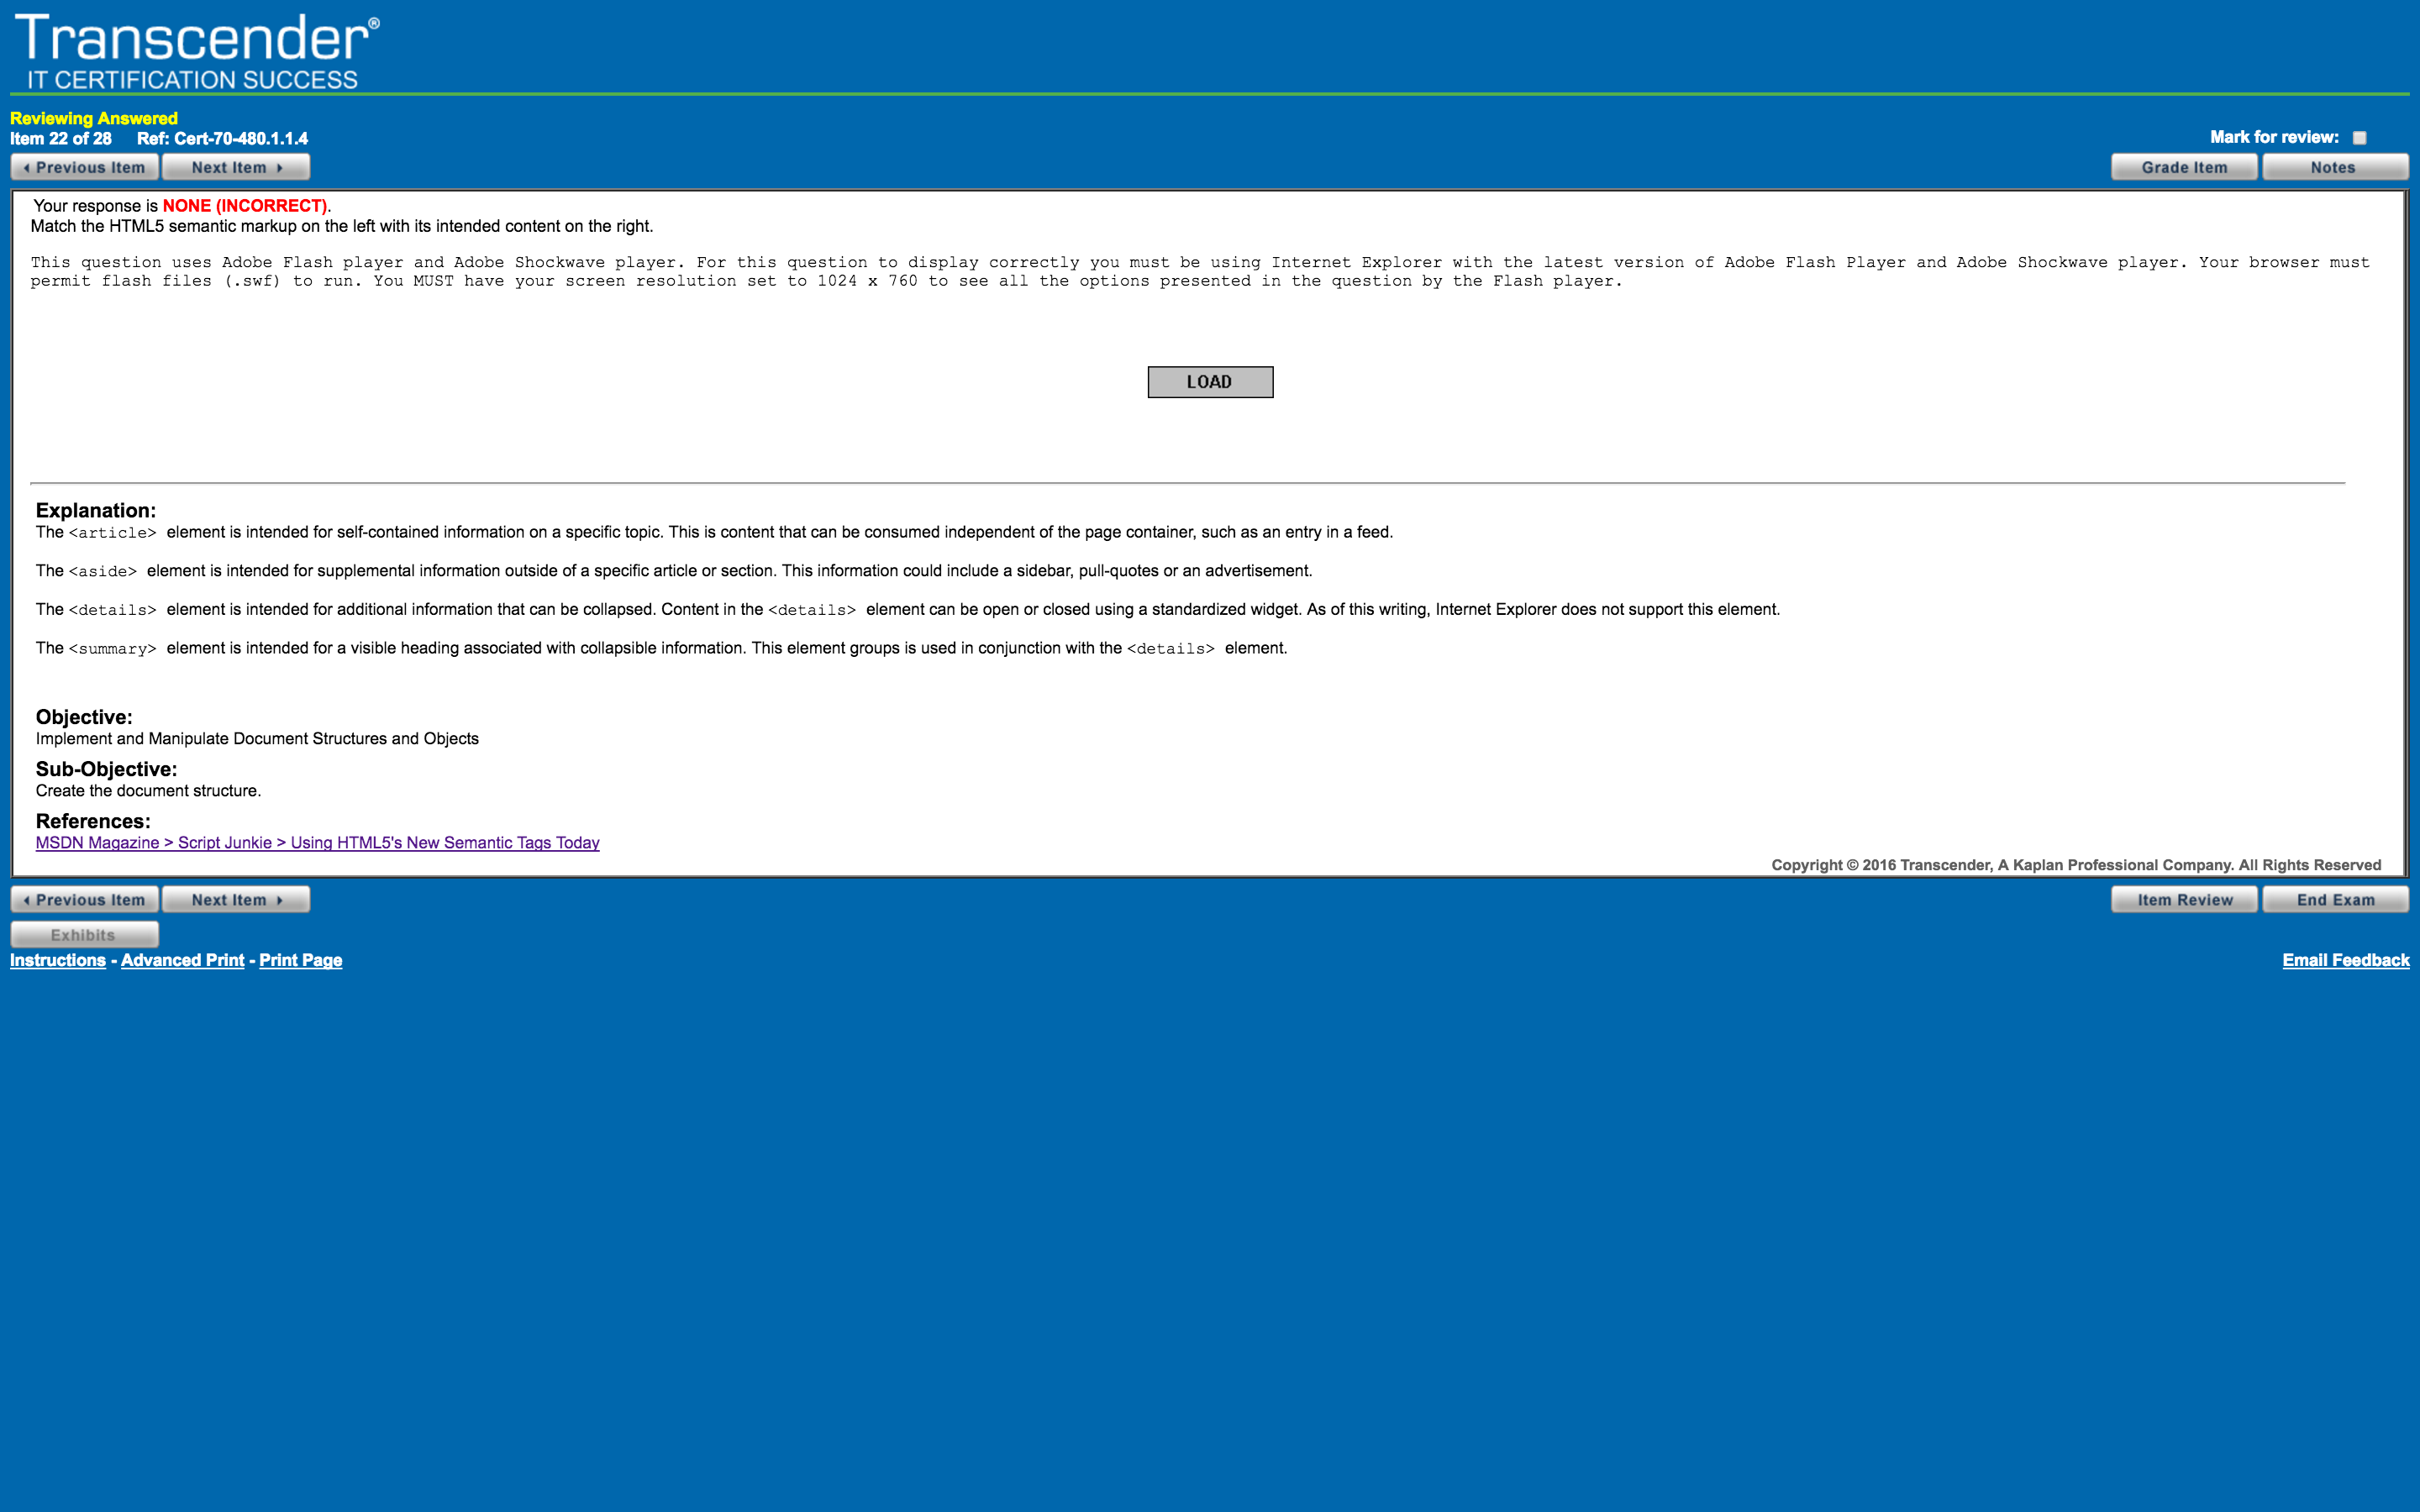 Transcender®
IT CERTIFICATION SUCCESS
Reviewing Answered
Item 22 of 28 Ref: Cert-70-480.1.1.4
Mark for review:
Previous Item Next Item
Grade Item Notes
Your response is NONE (INCORRECT).
Match the HTML5 semantic markup on the left with its intended content on the right.
This question uses Adobe Flash player and Adobe Shockwave player. For this question to display correctly you must be using Internet Explorer with the latest version of Adobe Flash Player and Adobe Shockwave player. Your browser must
permit flash files (.swf) to run. You MUST have your screen resolution set to 1024 x 760 to see all the options presented in the question by the Flash player.
LOAD
Explanation:
The <article> element is intended for self-contained information on a specific topic. This is content that can be consumed independent of the page container, such as an entry in a feed.
The <aside> element is intended for supplemental information outside of a specific article or section. This information could include a sidebar, pull-quotes or an advertisement.
The <details> element is intended for additional information that can be collapsed. Content in the <details> element can be open or closed using a standardized widget. As of this writing, Internet Explorer does not support this element.
The <summary> element is intended for a visible heading associated with collapsible information. This element groups is used in conjunction with the <details> element.
Objective:
Implement and Manipulate Document Structures and Objects
Sub-Objective:
Create the document structure.
References:
MSDN Magazine > Script Junkie > Using HTML5's New Semantic Tags Today
Copyright © 2016 Transcender, A Kaplan Professional Company. All Rights Reserved
Previous Item Next Item
Item Review End Exam
Exhibits
Instructions - Advanced Print - Print Page
Email Feedback